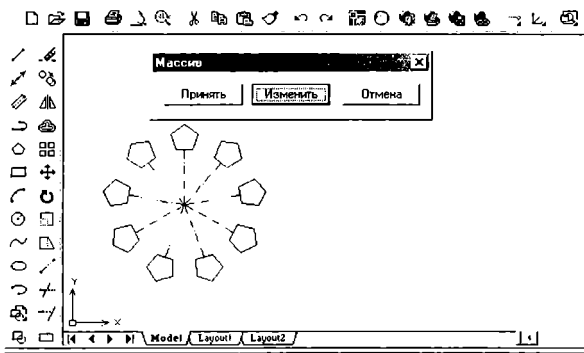 Массив
Принять Изменить Отмена
Y
X
Model Layout1 Layout2